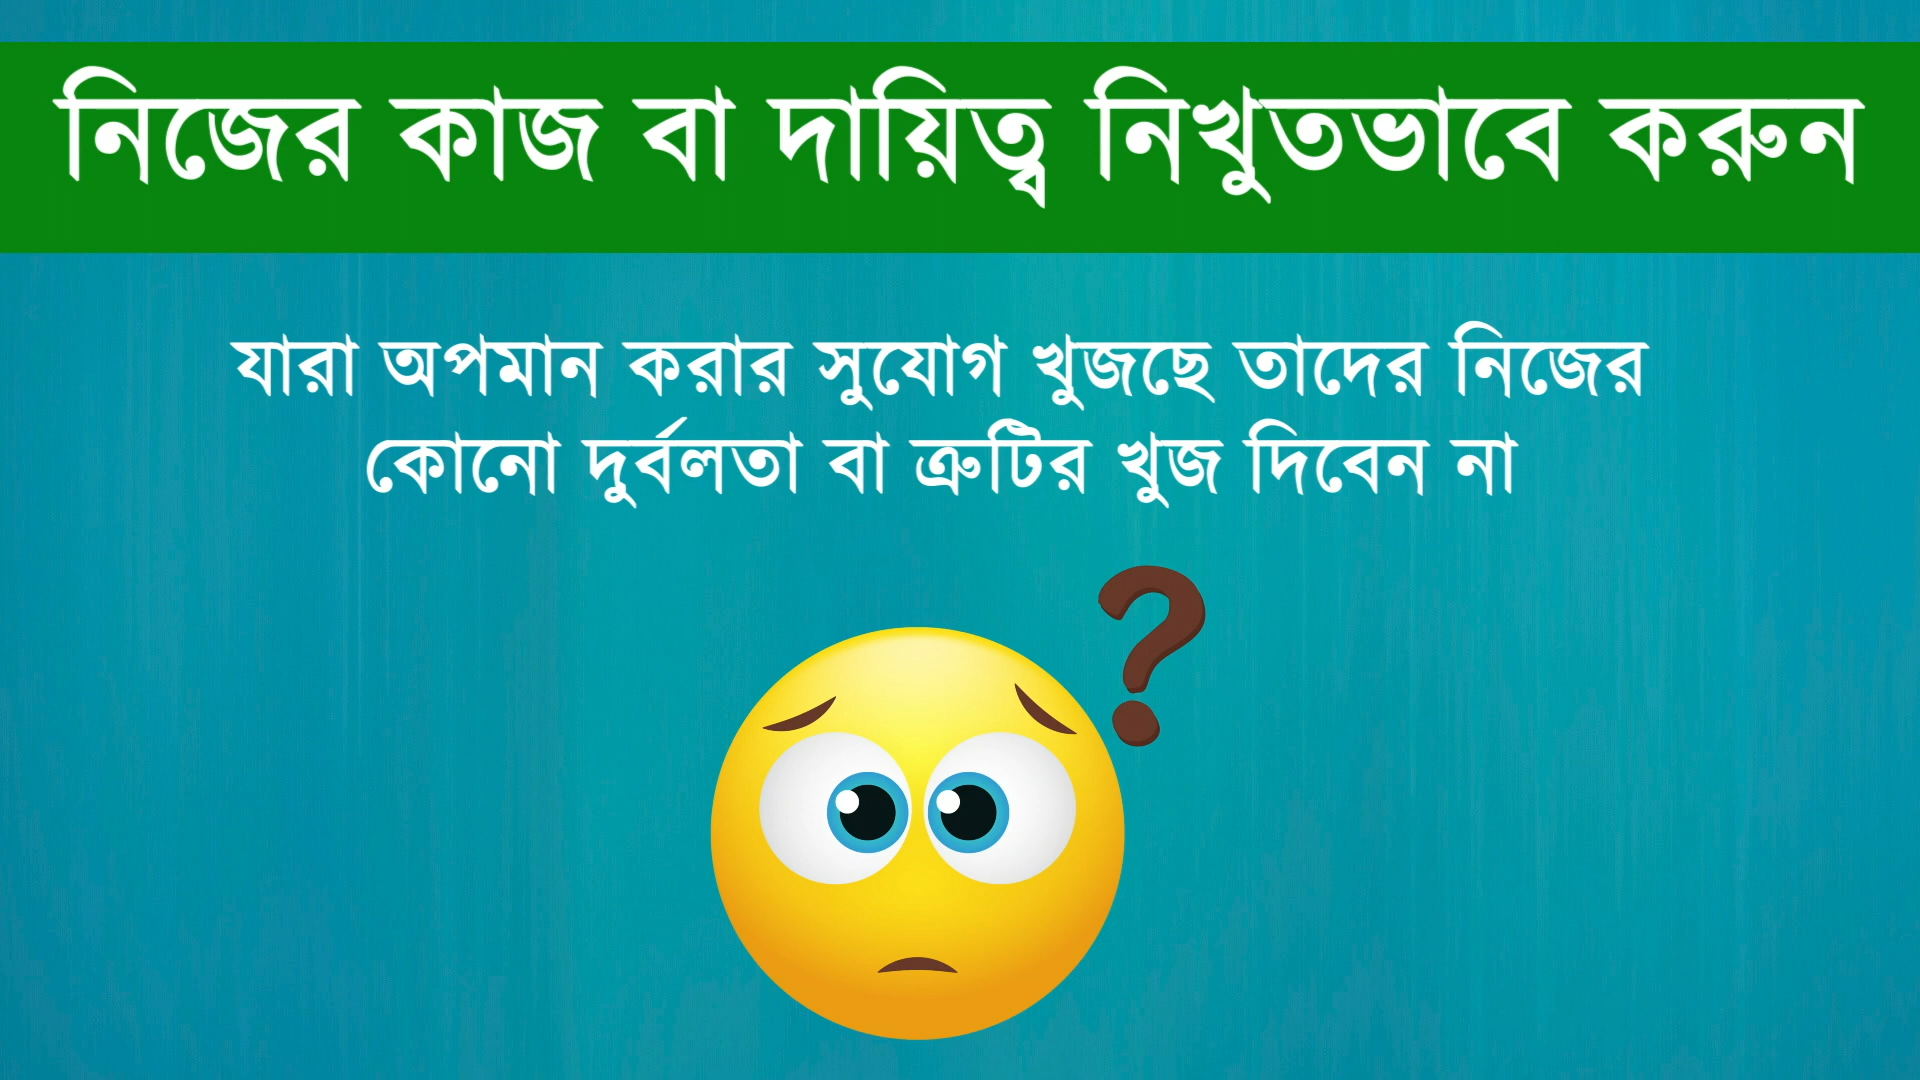 নিজের কাজ বা দায়িত্ব নিখুতভাবে করুন
যারা অপমান করার সুযোগ খুজছে তাদের নিজের
কোনো দুর্বলতা বা ত্রুটির খুজ দিবেন না
?